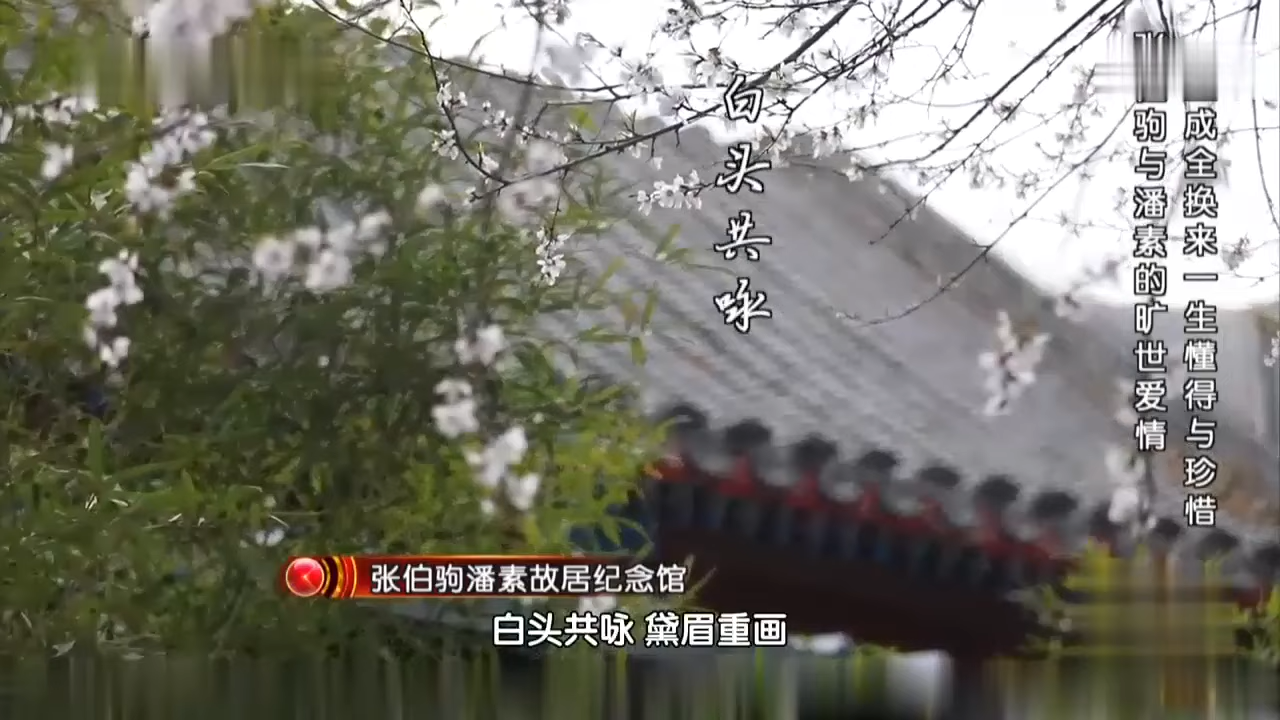 成全换来一生懂得与珍惜
驹与潘素的旷世爱情
白头共咏
张伯驹潘素故居纪念馆
白头共咏 黛眉重画